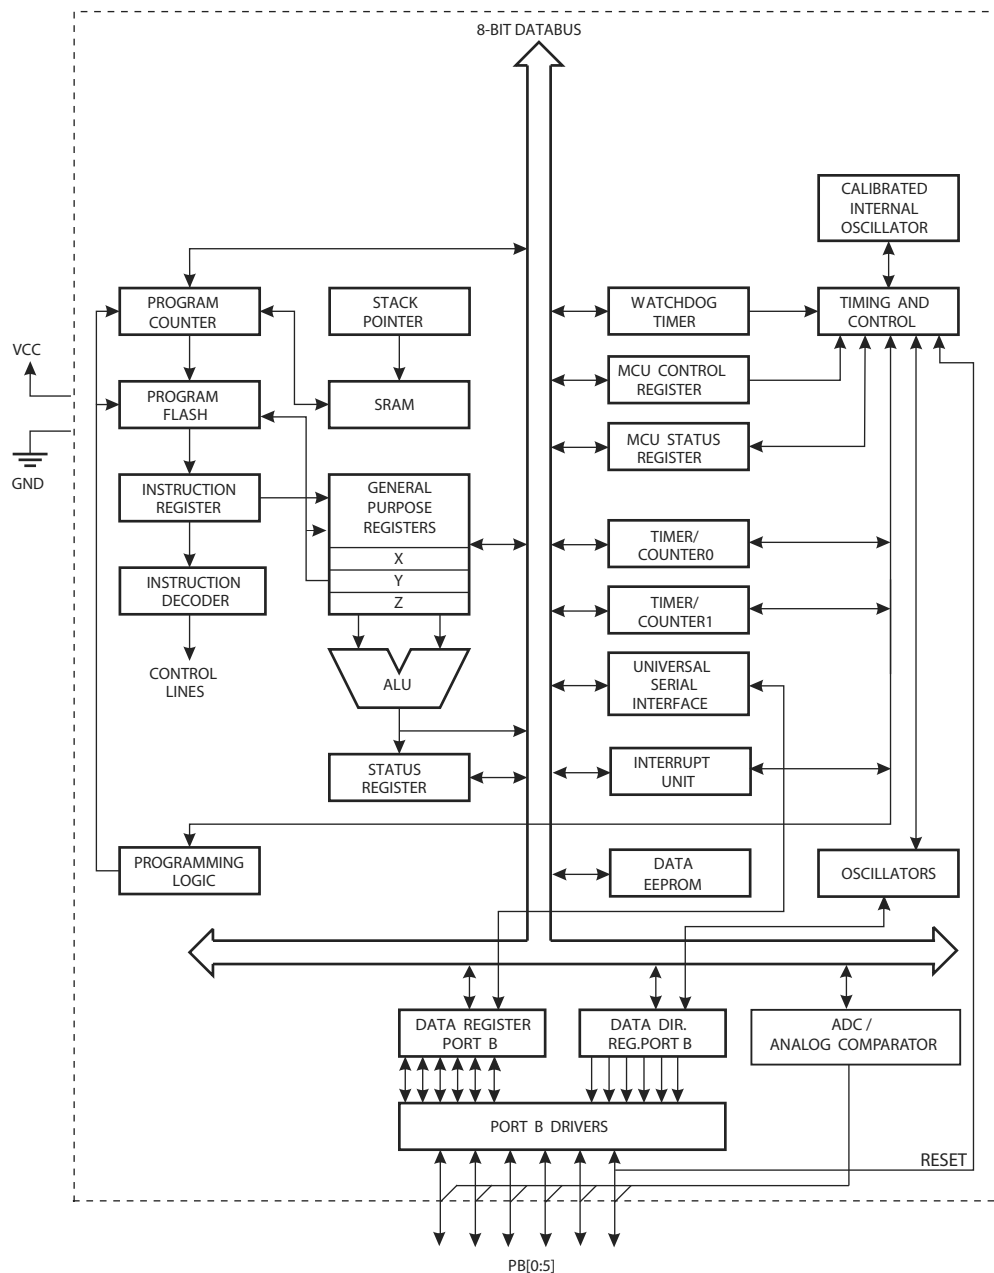 8-BIT DATABUS
CALIBRATED
INTERNAL
OSCILLATOR
PROGRAM
COUNTER
STACK
POINTER
WATCHDOG
TIMER
TIMING AND
CONTROL
VCC
MCU CONTROL
REGISTER
PROGRAM
FLASH
SRAM
MCU STATUS
REGISTER
GND
INSTRUCTION
REGISTER
GENERAL
PURPOSE
REGISTERS
X
Y
Z
TIMER/
COUNTER0
INSTRUCTION
DECODER
TIMER/
COUNTER1
CONTROL
LINES
ALU
UNIVERSAL
SERIAL
INTERFACE
STATUS
REGISTER
INTERRUPT
UNIT
PROGRAMMING
LOGIC
DATA
EEPROM
OSCILLATORS
DATA REGISTER
PORT B
DATA DIR.
REG.PORT B
ADC /
ANALOG COMPARATOR
PORT B DRIVERS
RESET
PB[0:5]